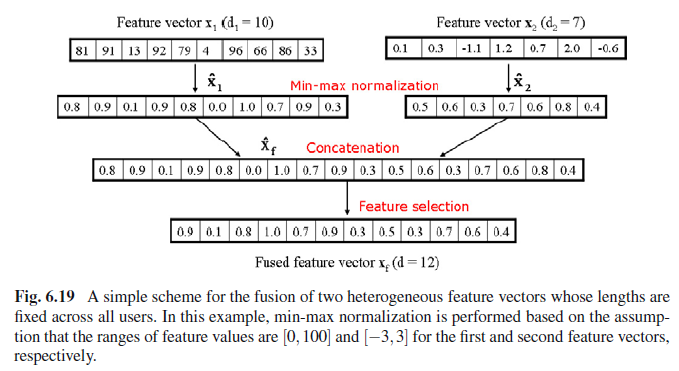 Feature vector x₁ (d₁ = 10)
Feature vector x₂ (d₂ = 7)
81 91 13 92 79 4 96 66 86 33
0.1 0.3 -1.1 1.2 0.7 2.0 -0.6
x̂₁
Min-max normalization
x̂₂
0.8 0.9 0.1 0.9 0.8 0.0 1.0 0.7 0.9 0.3
0.5 0.6 0.3 0.7 0.6 0.8 0.4
x̂f
Concatenation
0.8 0.9 0.1 0.9 0.8 0.0 1.0 0.7 0.9 0.3 0.5 0.6 0.3 0.7 0.6 0.8 0.4
Feature selection
0.9 0.1 0.8 1.0 0.7 0.9 0.3 0.5 0.3 0.7 0.6 0.4
Fused feature vector xf (d = 12)
Fig. 6.19 A simple scheme for the fusion of two heterogeneous feature vectors whose lengths are
fixed across all users. In this example, min-max normalization is performed based on the assump-
tion that the ranges of feature values are [0,100] and [−3,3] for the first and second feature vectors,
respectively.